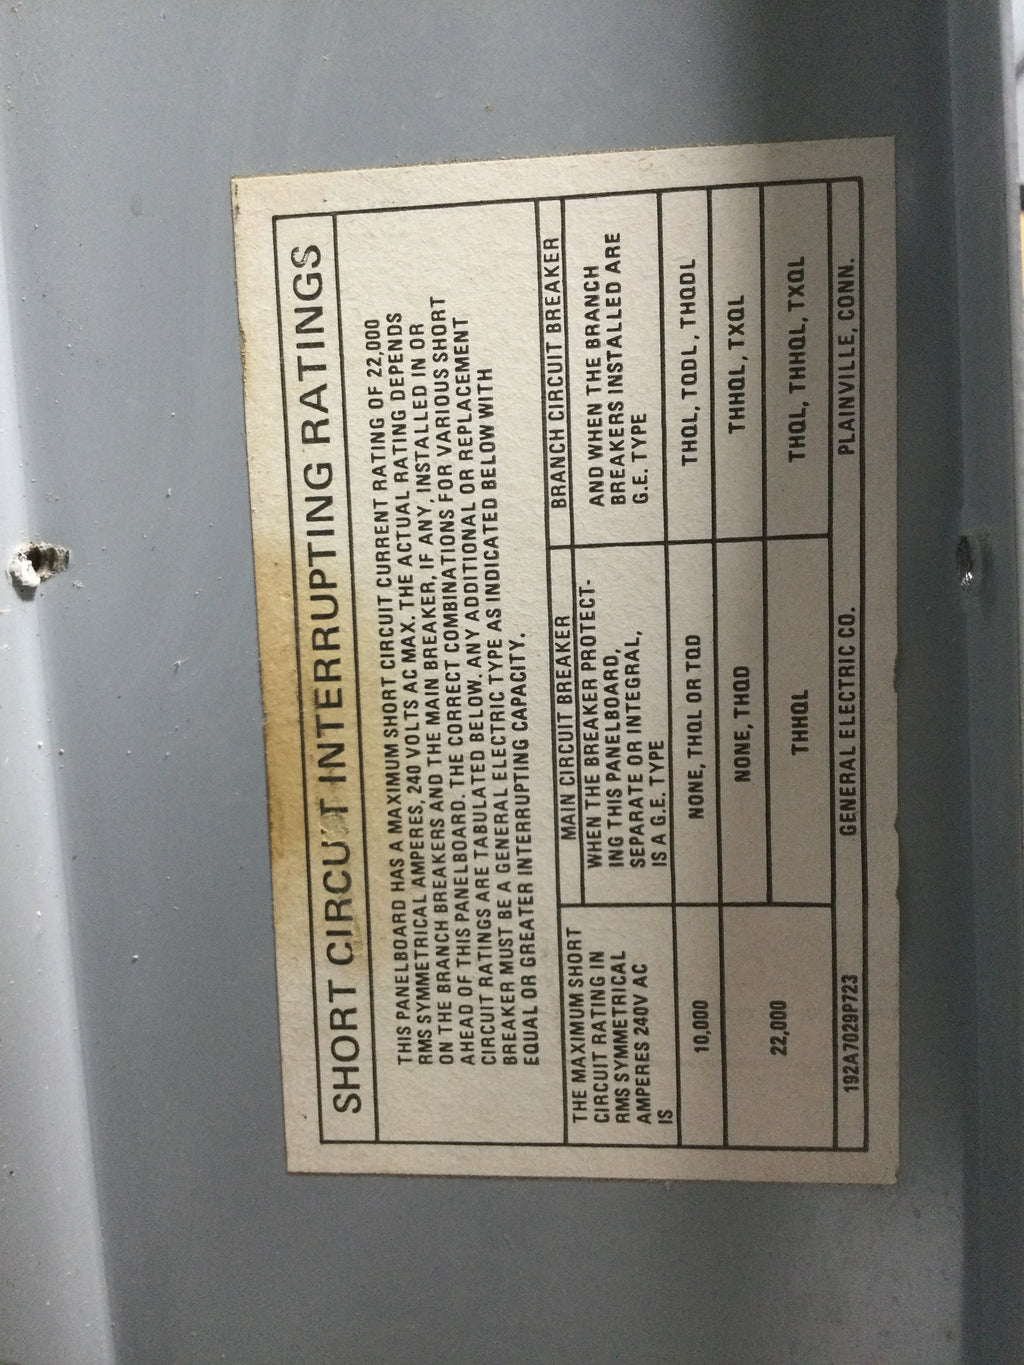 SHORT CIRCUIT INTERRUPTING RATINGS
THIS PANELBOARD HAS A MAXIMUM SHORT CIRCUIT CURRENT RATING OF 22,000
RMS SYMMETRICAL AMPERES, 240 VOLTS AC MAX. THE ACTUAL RATING DEPENDS
ON THE BRANCH BREAKERS AND THE MAIN BREAKER, IF ANY, INSTALLED IN OR
AHEAD OF THIS PANELBOARD. THE CORRECT COMBINATIONS FOR VARIOUS SHORT
CIRCUIT RATINGS ARE TABULATED BELOW. ANY ADDITIONAL OR REPLACEMENT
BREAKER MUST BE A GENERAL ELECTRIC TYPE AS INDICATED BELOW WITH
EQUAL OR GREATER INTERRUPTING CAPACITY.
THE MAXIMUM SHORT
CIRCUIT RATING IN
RMS SYMMETRICAL
AMPERES 240V AC
IS
MAIN CIRCUIT BREAKER
WHEN THE BREAKER PROTECT-
ING THIS PANELBOARD,
SEPARATE OR INTEGRAL,
IS A G.E. TYPE
BRANCH CIRCUIT BREAKER
AND WHEN THE BRANCH
BREAKERS INSTALLED ARE
G.E. TYPE
10,000
NONE, THQL OR TQD
THQL, TQDL, THQDL
22,000
NONE, THQD
THHQL, TXQL
THHQL
THQL, THHQL, TXQL
192A7029P723
GENERAL ELECTRIC CO.
PLAINVILLE, CONN.